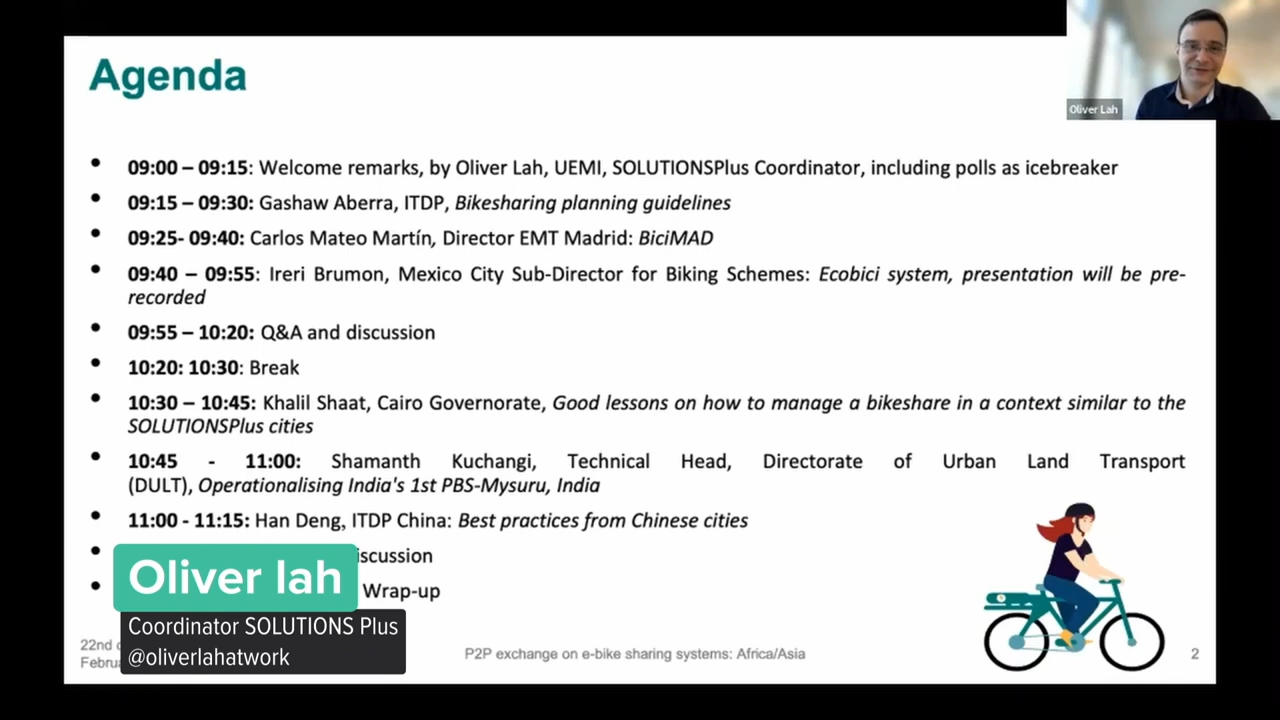 Agenda
Oliver Lah
• 09:00 – 09:15: Welcome remarks, by Oliver Lah, UEMI, SOLUTIONSPlus Coordinator, including polls as icebreaker
• 09:15 – 09:30: Gashaw Aberra, ITDP, Bikesharing planning guidelines
• 09:25- 09:40: Carlos Mateo Martín, Director EMT Madrid: BiciMAD
• 09:40 – 09:55: Ireri Brumon, Mexico City Sub-Director for Biking Schemes: Ecobici system, presentation will be pre-
recorded
• 09:55 – 10:20: Q&A and discussion
• 10:20: 10:30: Break
• 10:30 – 10:45: Khalil Shaat, Cairo Governorate, Good lessons on how to manage a bikeshare in a context similar to the
SOLUTIONSPlus cities
• 10:45 - 11:00: Shamanth Kuchangi, Technical Head, Directorate of Urban Land Transport
(DULT), Operationalising India's 1st PBS-Mysuru, India
• 11:00 - 11:15: Han Deng, ITDP China: Best practices from Chinese cities
• iscussion
• Wrap-up
Oliver lah
Coordinator SOLUTIONS Plus
@oliverlahatwork
22nd
Febru
P2P exchange on e-bike sharing systems: Africa/Asia
2